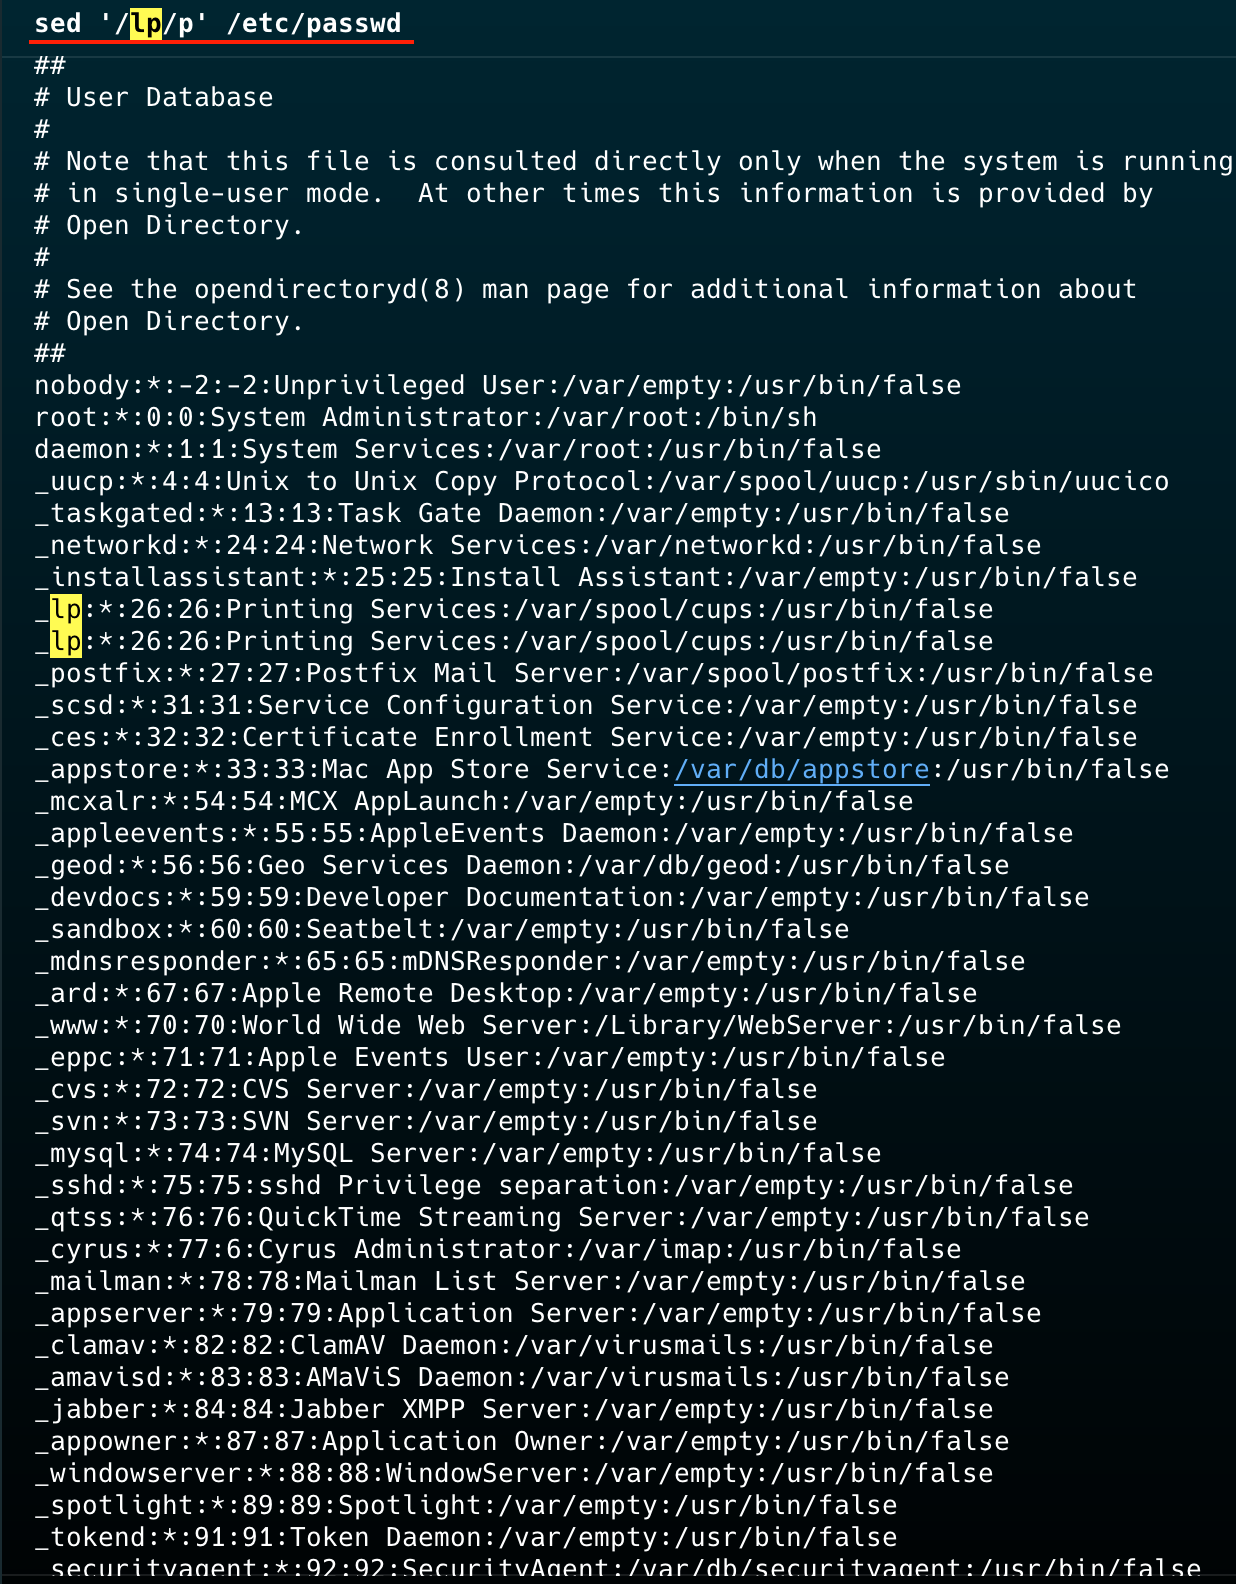 sed '/lp/p' /etc/passwd
##
# User Database
#
# Note that this file is consulted directly only when the system is running
# in single-user mode.  At other times this information is provided by
# Open Directory.
#
# See the opendirectoryd(8) man page for additional information about
# Open Directory.
##
nobody:*:-2:-2:Unprivileged User:/var/empty:/usr/bin/false
root:*:0:0:System Administrator:/var/root:/bin/sh
daemon:*:1:1:System Services:/var/root:/usr/bin/false
_uucp:*:4:4:Unix to Unix Copy Protocol:/var/spool/uucp:/usr/sbin/uucico
_taskgated:*:13:13:Task Gate Daemon:/var/empty:/usr/bin/false
_networkd:*:24:24:Network Services:/var/networkd:/usr/bin/false
_installassistant:*:25:25:Install Assistant:/var/empty:/usr/bin/false
_lp:*:26:26:Printing Services:/var/spool/cups:/usr/bin/false
_lp:*:26:26:Printing Services:/var/spool/cups:/usr/bin/false
_postfix:*:27:27:Postfix Mail Server:/var/spool/postfix:/usr/bin/false
_scsd:*:31:31:Service Configuration Service:/var/empty:/usr/bin/false
_ces:*:32:32:Certificate Enrollment Service:/var/empty:/usr/bin/false
_appstore:*:33:33:Mac App Store Service:/var/db/appstore:/usr/bin/false
_mcxalr:*:54:54:MCX AppLaunch:/var/empty:/usr/bin/false
_appleevents:*:55:55:AppleEvents Daemon:/var/empty:/usr/bin/false
_geod:*:56:56:Geo Services Daemon:/var/db/geod:/usr/bin/false
_devdocs:*:59:59:Developer Documentation:/var/empty:/usr/bin/false
_sandbox:*:60:60:Seatbelt:/var/empty:/usr/bin/false
_mdnsresponder:*:65:65:mDNSResponder:/var/empty:/usr/bin/false
_ard:*:67:67:Apple Remote Desktop:/var/empty:/usr/bin/false
_www:*:70:70:World Wide Web Server:/Library/WebServer:/usr/bin/false
_eppc:*:71:71:Apple Events User:/var/empty:/usr/bin/false
_cvs:*:72:72:CVS Server:/var/empty:/usr/bin/false
_svn:*:73:73:SVN Server:/var/empty:/usr/bin/false
_mysql:*:74:74:MySQL Server:/var/empty:/usr/bin/false
_sshd:*:75:75:sshd Privilege separation:/var/empty:/usr/bin/false
_qtss:*:76:76:QuickTime Streaming Server:/var/empty:/usr/bin/false
_cyrus:*:77:6:Cyrus Administrator:/var/imap:/usr/bin/false
_mailman:*:78:78:Mailman List Server:/var/empty:/usr/bin/false
_appserver:*:79:79:Application Server:/var/empty:/usr/bin/false
_clamav:*:82:82:ClamAV Daemon:/var/virusmails:/usr/bin/false
_amavisd:*:83:83:AMaViS Daemon:/var/virusmails:/usr/bin/false
_jabber:*:84:84:Jabber XMPP Server:/var/empty:/usr/bin/false
_appowner:*:87:87:Application Owner:/var/empty:/usr/bin/false
_windowserver:*:88:88:WindowServer:/var/empty:/usr/bin/false
_spotlight:*:89:89:Spotlight:/var/empty:/usr/bin/false
_tokend:*:91:91:Token Daemon:/var/empty:/usr/bin/false
_securityagent:*:92:92:SecurityAgent:/var/db/securityagent:/usr/bin/false